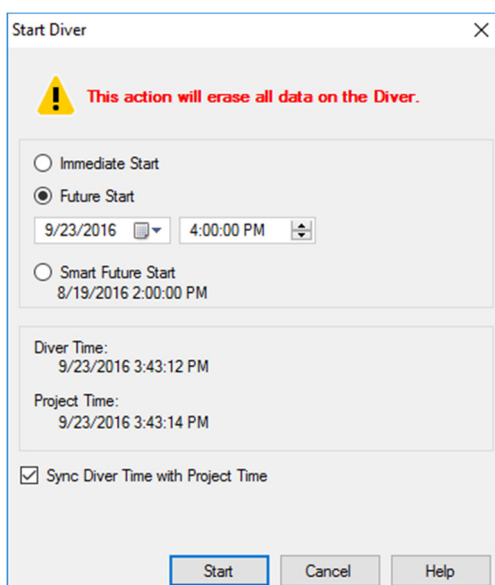 Start Diver
This action will erase all data on the Diver.
Immediate Start
Future Start
9/23/2016 4:00:00 PM
Smart Future Start
8/19/2016 2:00:00 PM
Diver Time:
9/23/2016 3:43:12 PM
Project Time:
9/23/2016 3:43:14 PM
Sync Diver Time with Project Time
Start Cancel Help